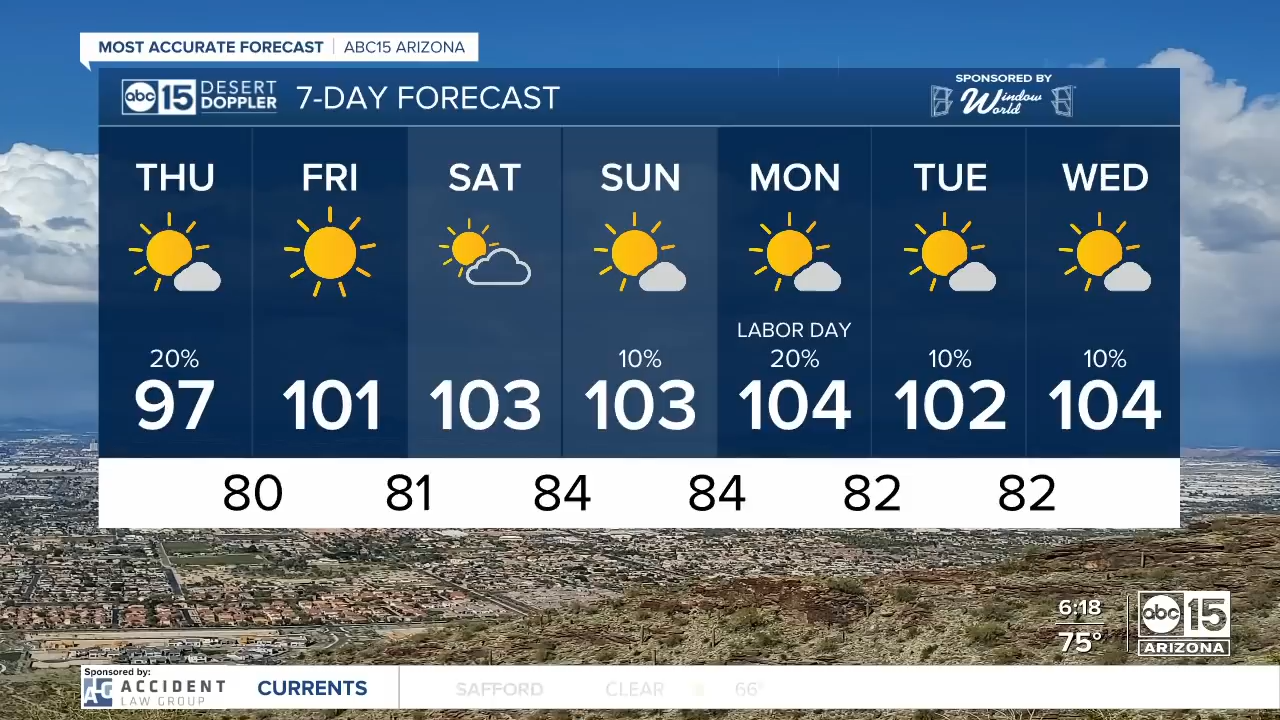 MOST ACCURATE FORECAST | ABC15 ARIZONA
abc 15 DESERT DOPPLER 7-DAY FORECAST
SPONSORED BY
Window World
THU FRI SAT SUN MON TUE WED
LABOR DAY
20% 10% 20% 10% 10%
97 101 103 103 104 102 104
80 81 84 84 82 82
6:18
75°
abc 15
ARIZONA
Sponsored by:
AG ACCIDENT LAW GROUP
CURRENTS SAFFORD CLEAR 66°